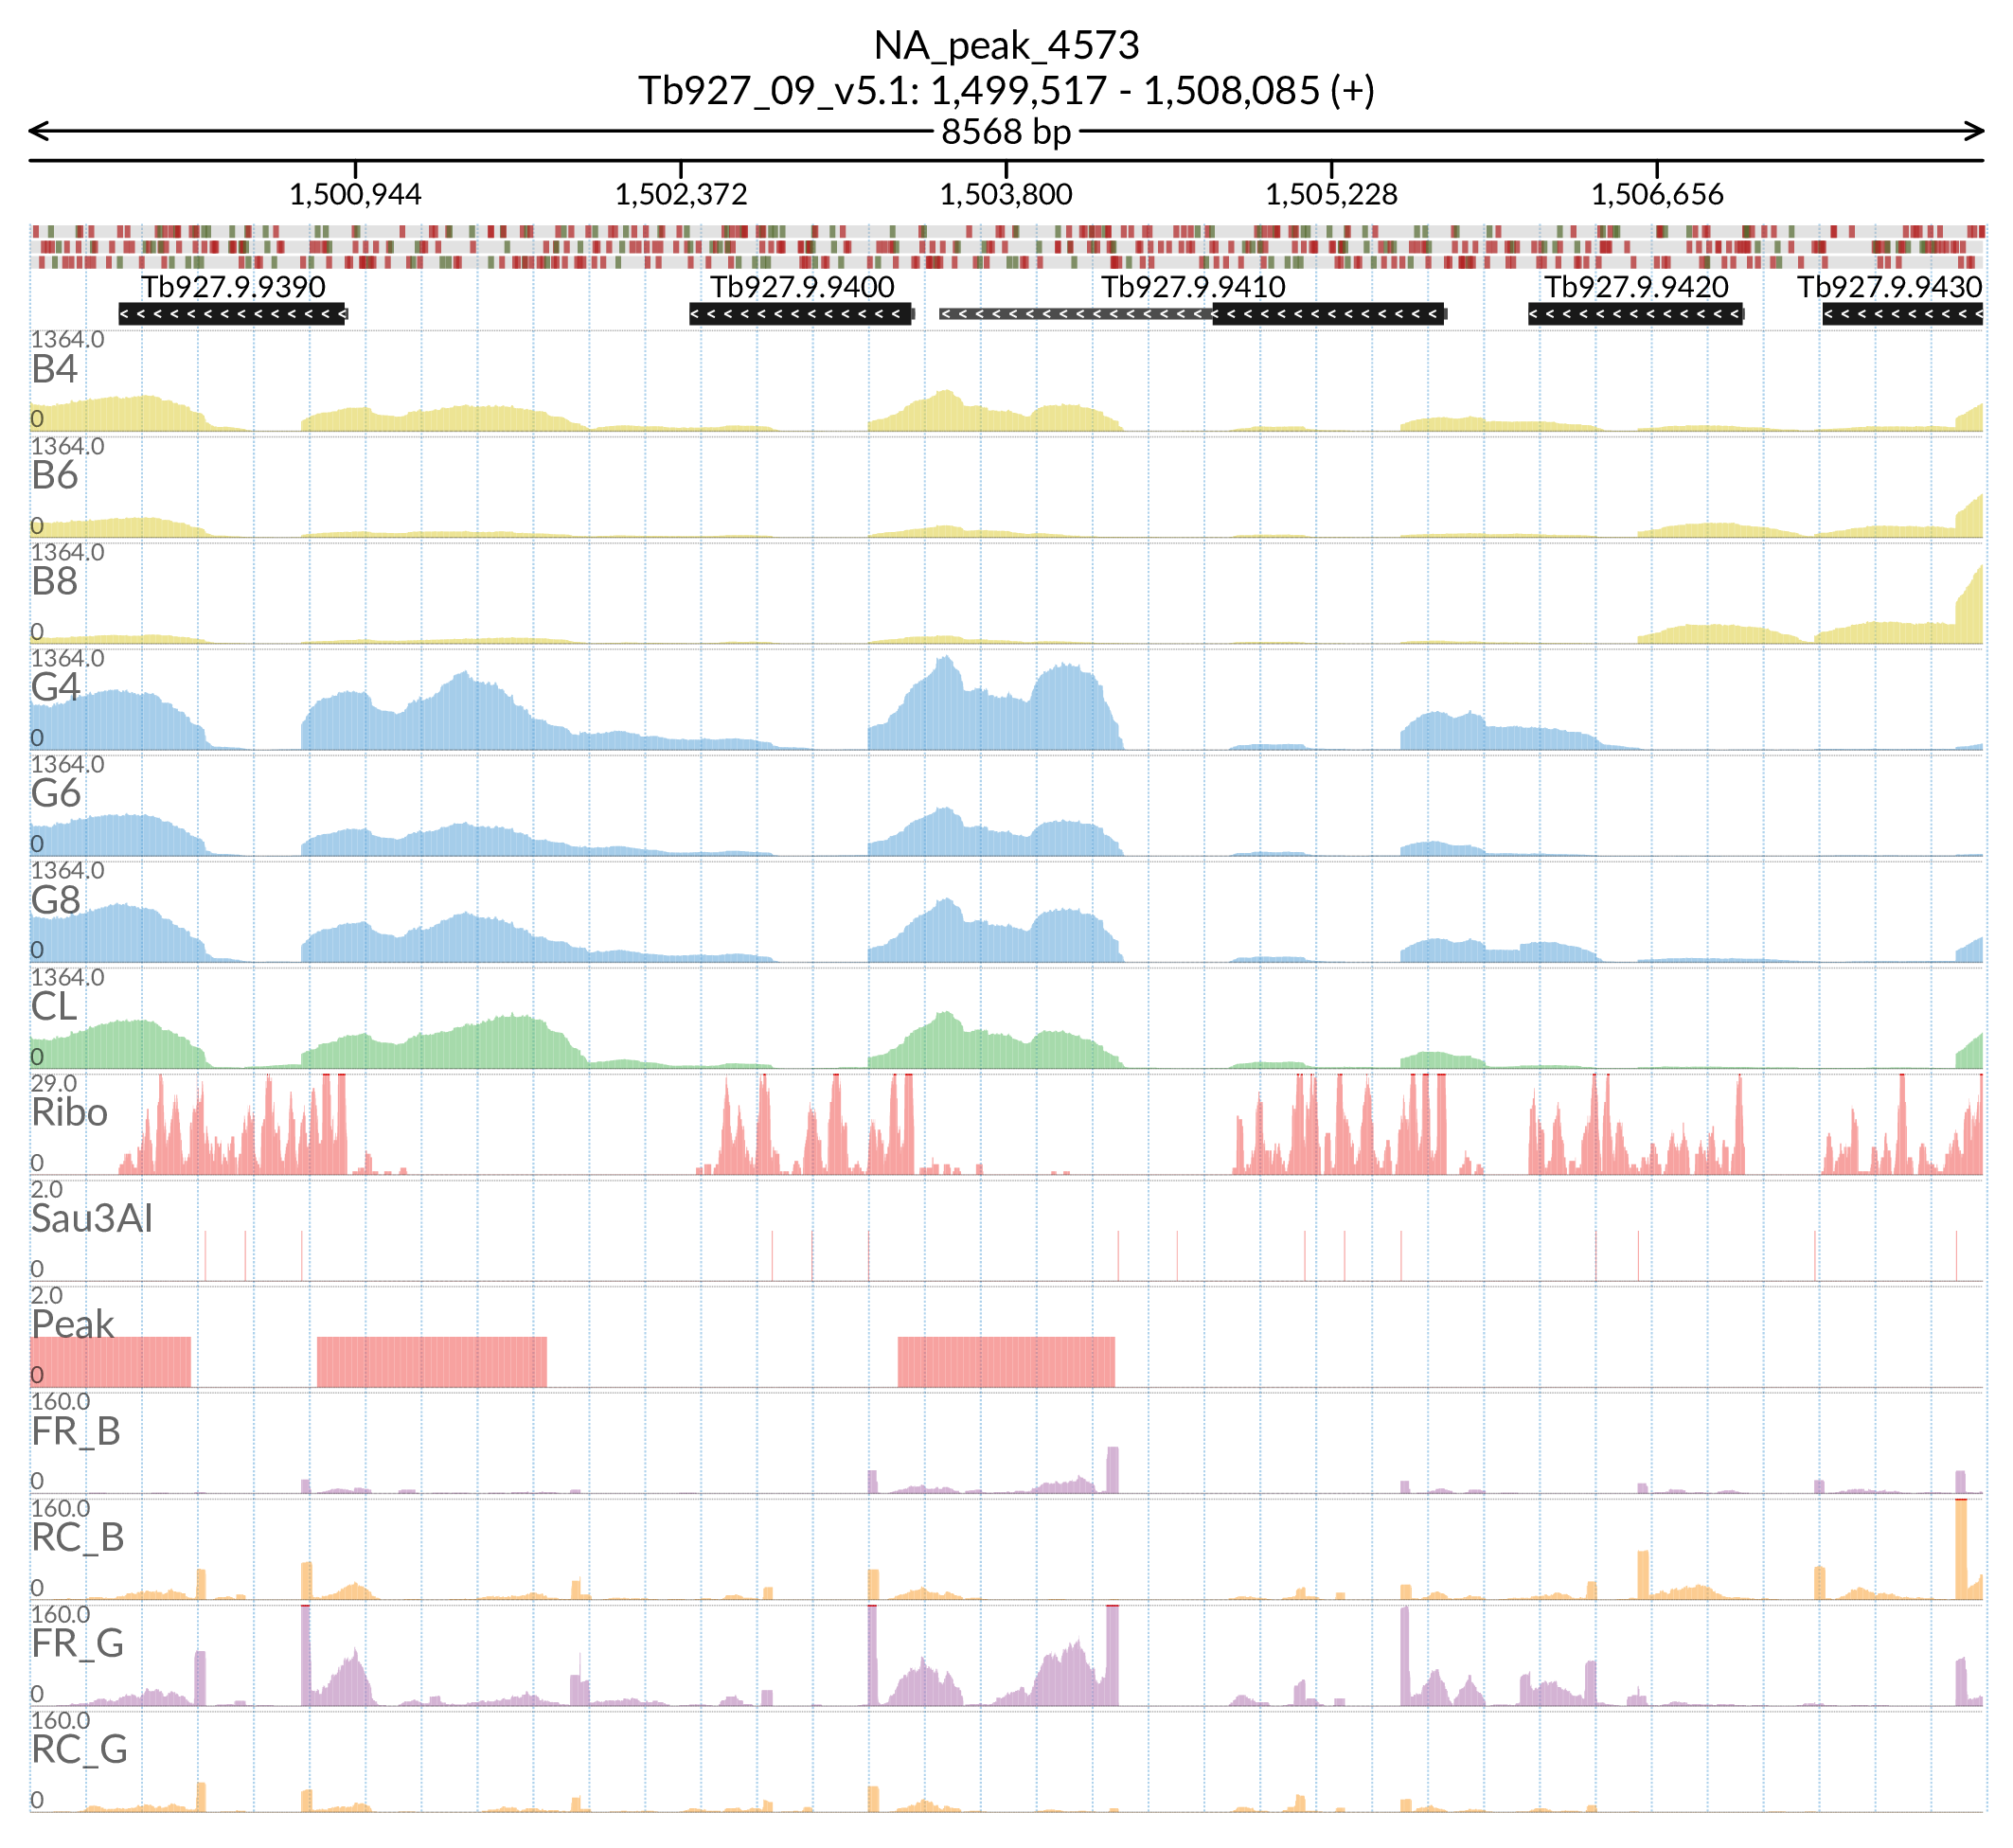 NA_peak_4573
Tb927_09_v5.1: 1,499,517 - 1,508,085 (+)
8568 bp
1,500,944 1,502,372 1,503,800 1,505,228 1,506,656
Tb927.9.9390 Tb927.9.9400 Tb927.9.9410 Tb927.9.9420 Tb927.9.9430
1364.0
B4
0
1364.0
B6
0
1364.0
B8
0
1364.0
G4
0
1364.0
G6
0
1364.0
G8
0
1364.0
CL
0
29.0
Ribo
0
2.0
Sau3AI
0
2.0
Peak
0
160.0
FR_B
0
160.0
RC_B
0
160.0
FR_G
0
160.0
RC_G
0